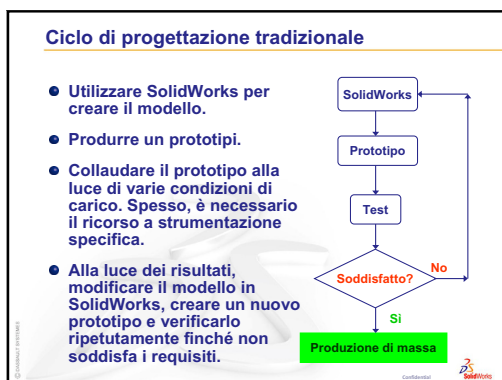 Ciclo di progettazione tradizionale
Utilizzare SolidWorks per
creare il modello.
Produrre un prototipi.
Collaudare il prototipo alla
luce di varie condizioni di
carico. Spesso, è necessario
il ricorso a strumentazione
specifica.
Alla luce dei risultati,
modificare il modello in
SolidWorks, creare un nuovo
prototipo e verificarlo
ripetutamente finché non
soddisfa i requisiti.
SolidWorks
Prototipo
Test
Soddisfatto?
No
Sì
Produzione di massa
© DASSAULT SYSTEMES
Confidential
SolidWorks